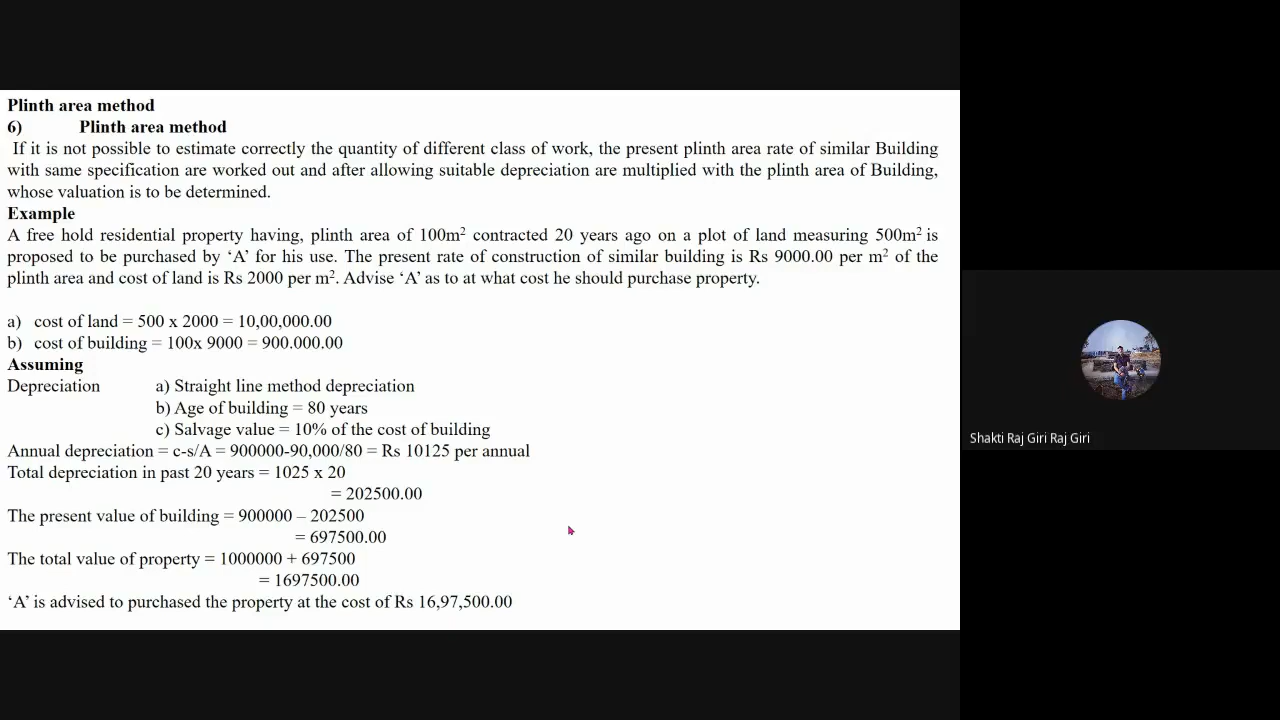 Plinth area method
6) Plinth area method
If it is not possible to estimate correctly the quantity of different class of work, the present plinth area rate of similar Building
with same specification are worked out and after allowing suitable depreciation are multiplied with the plinth area of Building,
whose valuation is to be determined.
Example
A free hold residential property having, plinth area of 100m² contracted 20 years ago on a plot of land measuring 500m² is
proposed to be purchased by ‘A’ for his use. The present rate of construction of similar building is Rs 9000.00 per m² of the
plinth area and cost of land is Rs 2000 per m². Advise ‘A’ as to at what cost he should purchase property.
a) cost of land = 500 x 2000 = 10,00,000.00
b) cost of building = 100x 9000 = 900.000.00
Assuming
Depreciation a) Straight line method depreciation
b) Age of building = 80 years
c) Salvage value = 10% of the cost of building
Annual depreciation = c-s/A = 900000-90,000/80 = Rs 10125 per annual
Total depreciation in past 20 years = 1025 x 20
= 202500.00
The present value of building = 900000 – 202500
= 697500.00
The total value of property = 1000000 + 697500
= 1697500.00
‘A’ is advised to purchased the property at the cost of Rs 16,97,500.00
Shakti Raj Giri Raj Giri